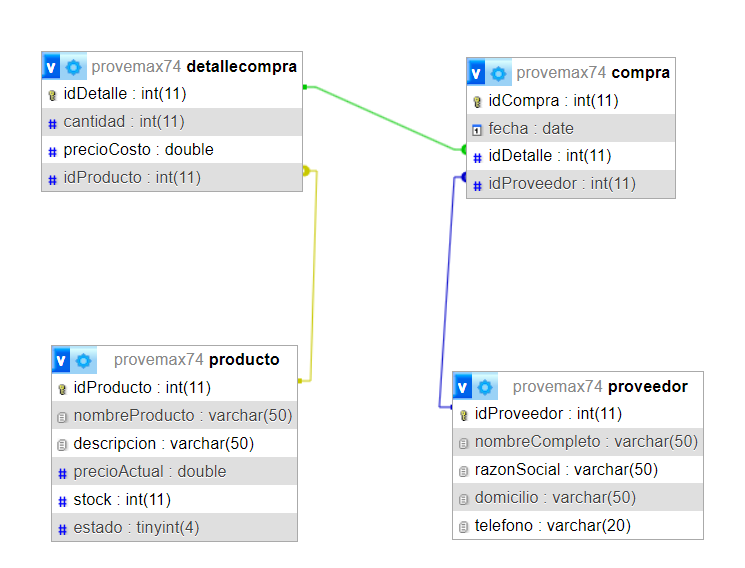 v provemax74 detallecompra
idDetalle : int(11)
# cantidad : int(11)
# precioCosto : double
# idProducto : int(11)
v provemax74 compra
idCompra : int(11)
1 fecha : date
# idDetalle : int(11)
# idProveedor : int(11)
v provemax74 producto
idProducto : int(11)
nombreProducto : varchar(50)
descripcion : varchar(50)
# precioActual : double
# stock : int(11)
# estado : tinyint(4)
v provemax74 proveedor
idProveedor : int(11)
nombreCompleto : varchar(50)
razonSocial : varchar(50)
domicilio : varchar(50)
telefono : varchar(20)